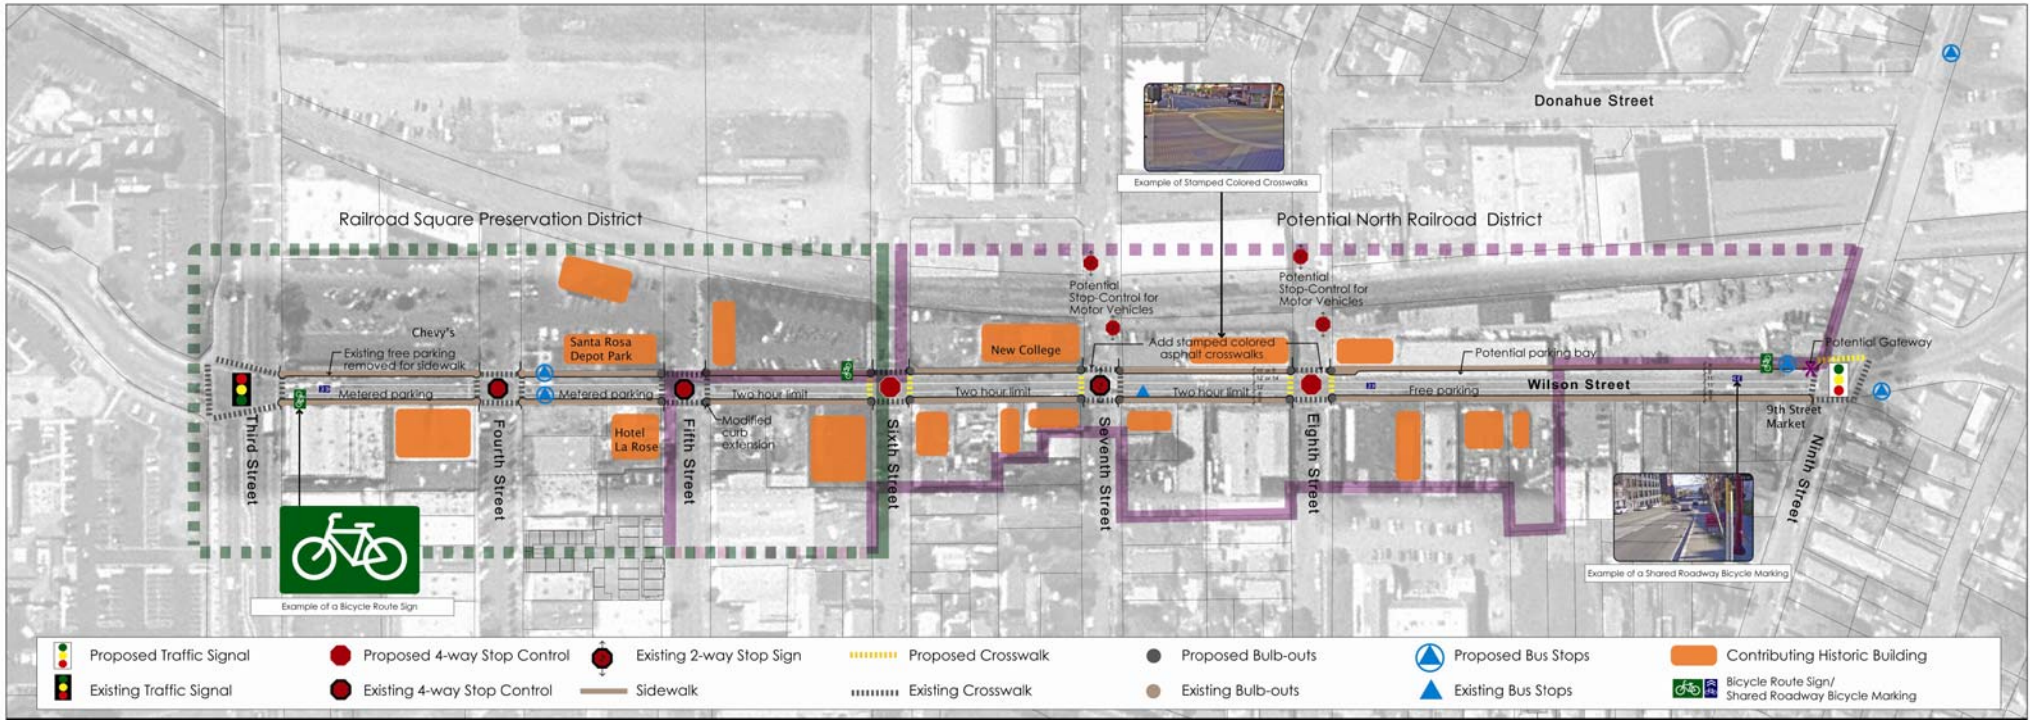 Donahue Street
Example of Stamped Colored Crosswalks
Railroad Square Preservation District
Potential North Railroad District
Potential
Stop-Control for
Motor Vehicles
Potential
Stop-Control for
Motor Vehicles
Chevy's
Existing free parking
removed for sidewalk
Santa Rosa
Depot Park
New College
Add stamped colored
asphalt crosswalks
Potential parking bay
Potential Gateway
Metered parking
Metered parking
Two hour limit
Two hour limit
Two hour limit
Free parking
Wilson Street
9th Street
Market
Hotel
La Rose
Modified
curb
extension
Third Street
Fourth Street
Fifth Street
Sixth Street
Seventh Street
Eighth Street
Ninth Street
Example of a Bicycle Route Sign
Example of a Shared Roadway Bicycle Marking
Proposed Traffic Signal
Existing Traffic Signal
Proposed 4-way Stop Control
Existing 4-way Stop Control
Existing 2-way Stop Sign
Sidewalk
Proposed Crosswalk
Existing Crosswalk
Proposed Bulb-outs
Existing Bulb-outs
Proposed Bus Stops
Existing Bus Stops
Contributing Historic Building
Bicycle Route Sign/
Shared Roadway Bicycle Marking